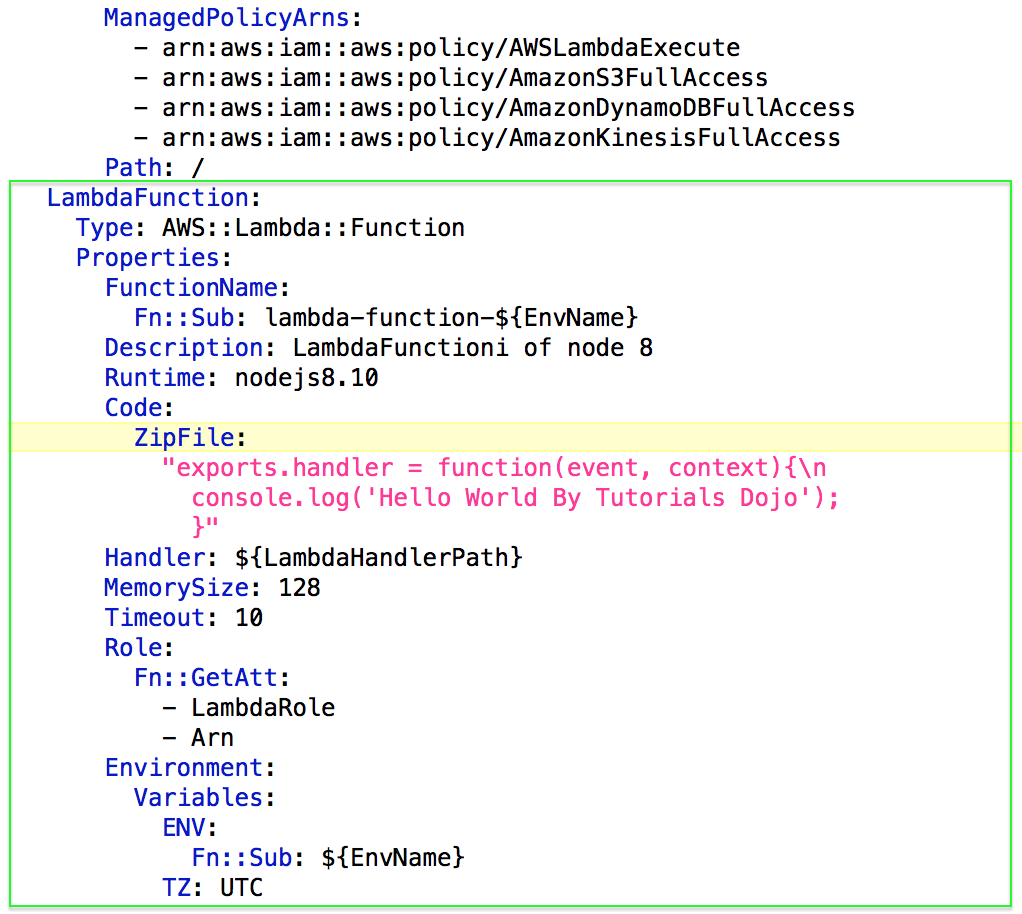 ManagedPolicyArns:
– arn:aws:iam::aws:policy/AWSLambdaExecute
– arn:aws:iam::aws:policy/AmazonS3FullAccess
– arn:aws:iam::aws:policy/AmazonDynamoDBFullAccess
– arn:aws:iam::aws:policy/AmazonKinesisFullAccess
Path: /
LambdaFunction:
Type: AWS::Lambda::Function
Properties:
FunctionName:
Fn::Sub: lambda-function-${EnvName}
Description: LambdaFunctioni of node 8
Runtime: nodejs8.10
Code:
ZipFile:
"exports.handler = function(event, context){\n
console.log('Hello World By Tutorials Dojo');
}"
Handler: ${LambdaHandlerPath}
MemorySize: 128
Timeout: 10
Role:
Fn::GetAtt:
– LambdaRole
– Arn
Environment:
Variables:
ENV:
Fn::Sub: ${EnvName}
TZ: UTC